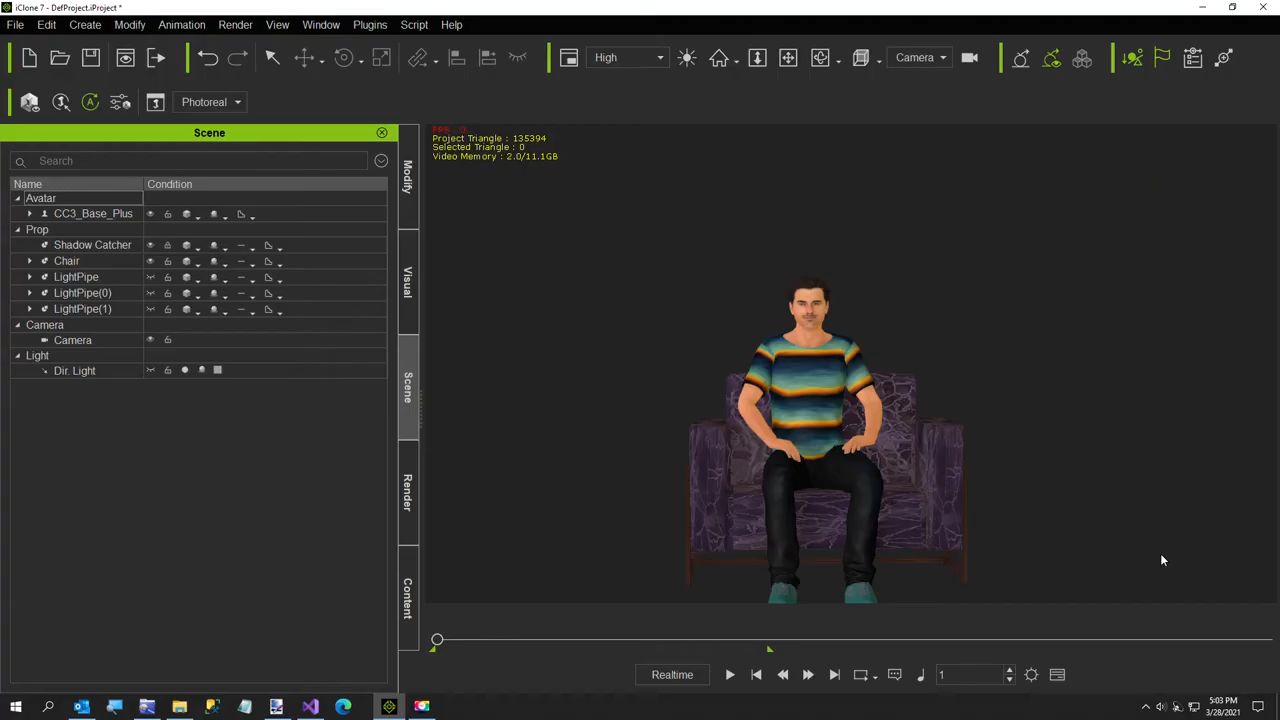 iClone 7 - DefProject.iProject *
File Edit Create Modify Animation Render View Window Plugins Script Help
High
Camera
Photoreal
Scene
Search
Name Condition
Avatar
CC3_Base_Plus
Prop
Shadow Catcher
Chair
LightPipe
LightPipe(0)
LightPipe(1)
Camera
Camera
Light
Dir. Light
Modify
Visual
Scene
Render
Content
FPS : 0
Project Triangle : 135394
Selected Triangle : 0
Video Memory : 2.0/11.1GB
Realtime
1
5:03 PM
3/28/2021